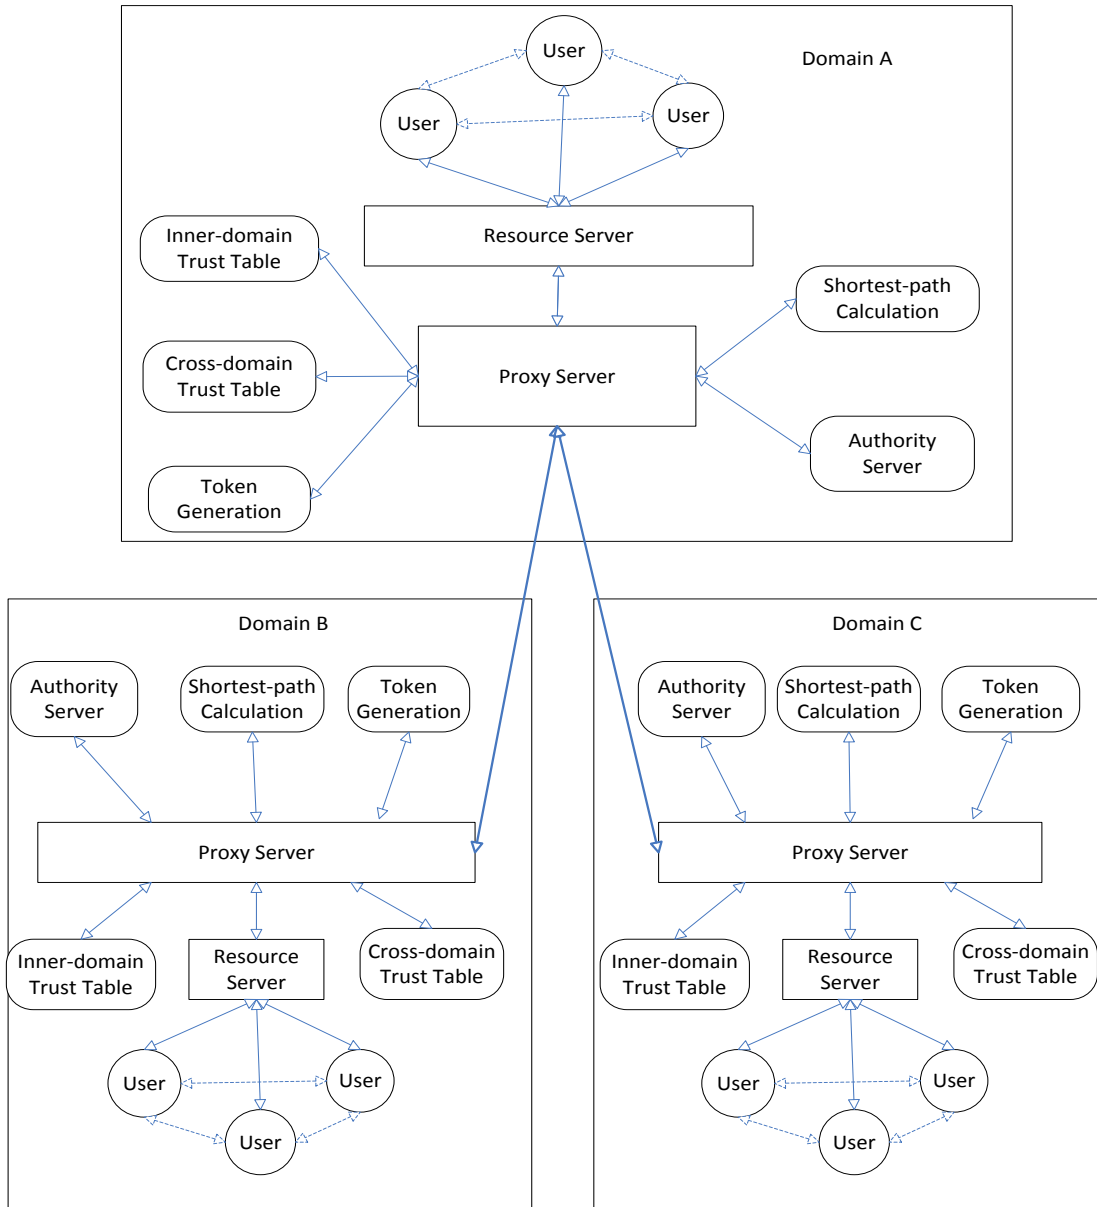 User
Domain A
User
User
Inner-domain
Trust Table
Resource Server
Shortest-path
Calculation
Cross-domain
Trust Table
Proxy Server
Authority
Server
Token
Generation
Domain B
Authority
Server
Shortest-path
Calculation
Token
Generation
Proxy Server
Inner-domain
Trust Table
Resource
Server
Cross-domain
Trust Table
User
User
User
Domain C
Authority
Server
Shortest-path
Calculation
Token
Generation
Proxy Server
Inner-domain
Trust Table
Resource
Server
Cross-domain
Trust Table
User
User
User